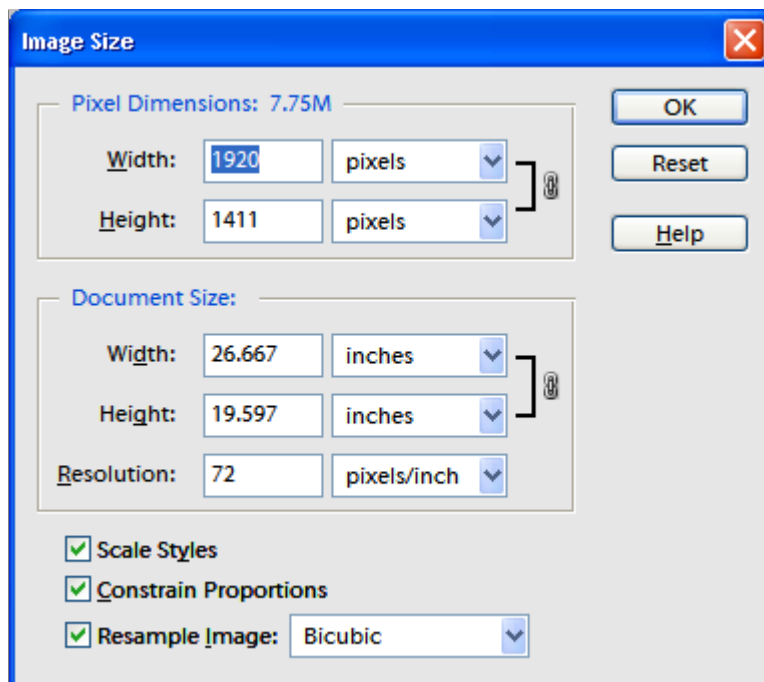 Image Size
Pixel Dimensions: 7.75M
OK
Width: 1920 pixels
Reset
Height: 1411 pixels
Help
Document Size:
Width: 26.667 inches
Height: 19.597 inches
Resolution: 72 pixels/inch
Scale Styles
Constrain Proportions
Resample Image: Bicubic